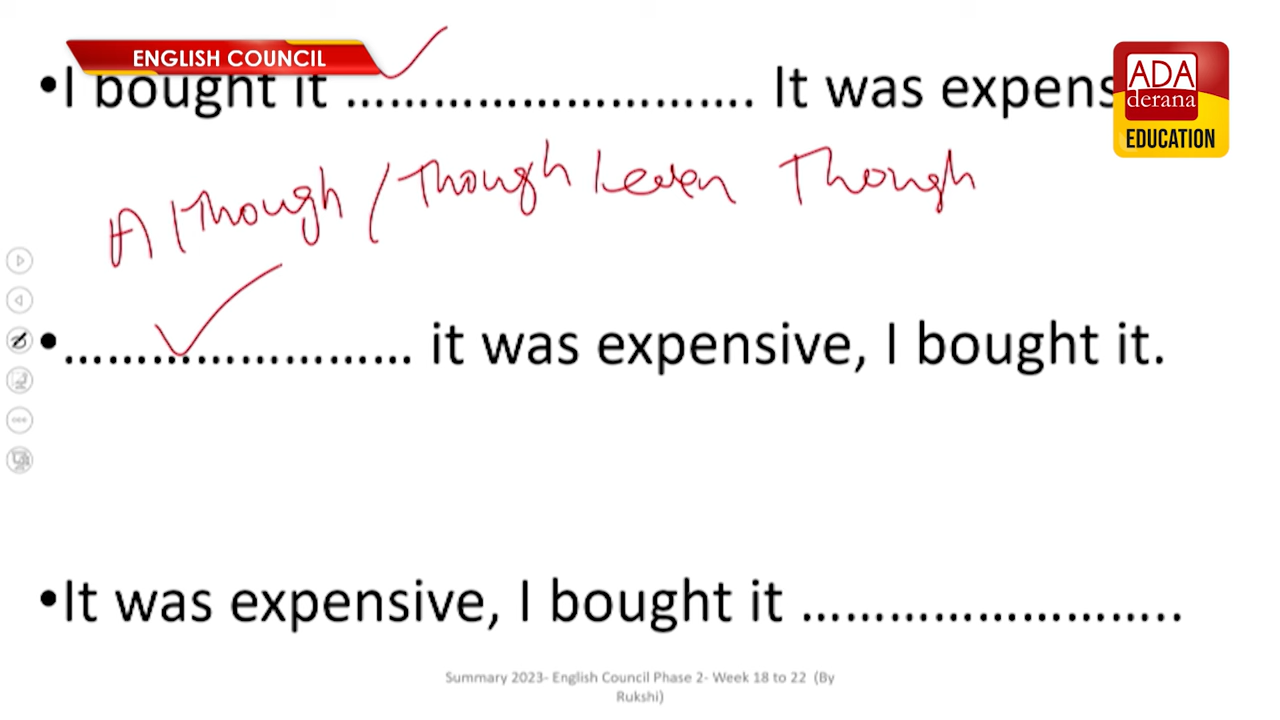 ENGLISH COUNCIL
•I bought it ………………………. It was expens
ADA
derana
EDUCATION
Although / Though / even Though
•…………………… it was expensive, I bought it.
•It was expensive, I bought it ……………………..
Summary 2023- English Council Phase 2- Week 18 to 22 (By
Rukshi)